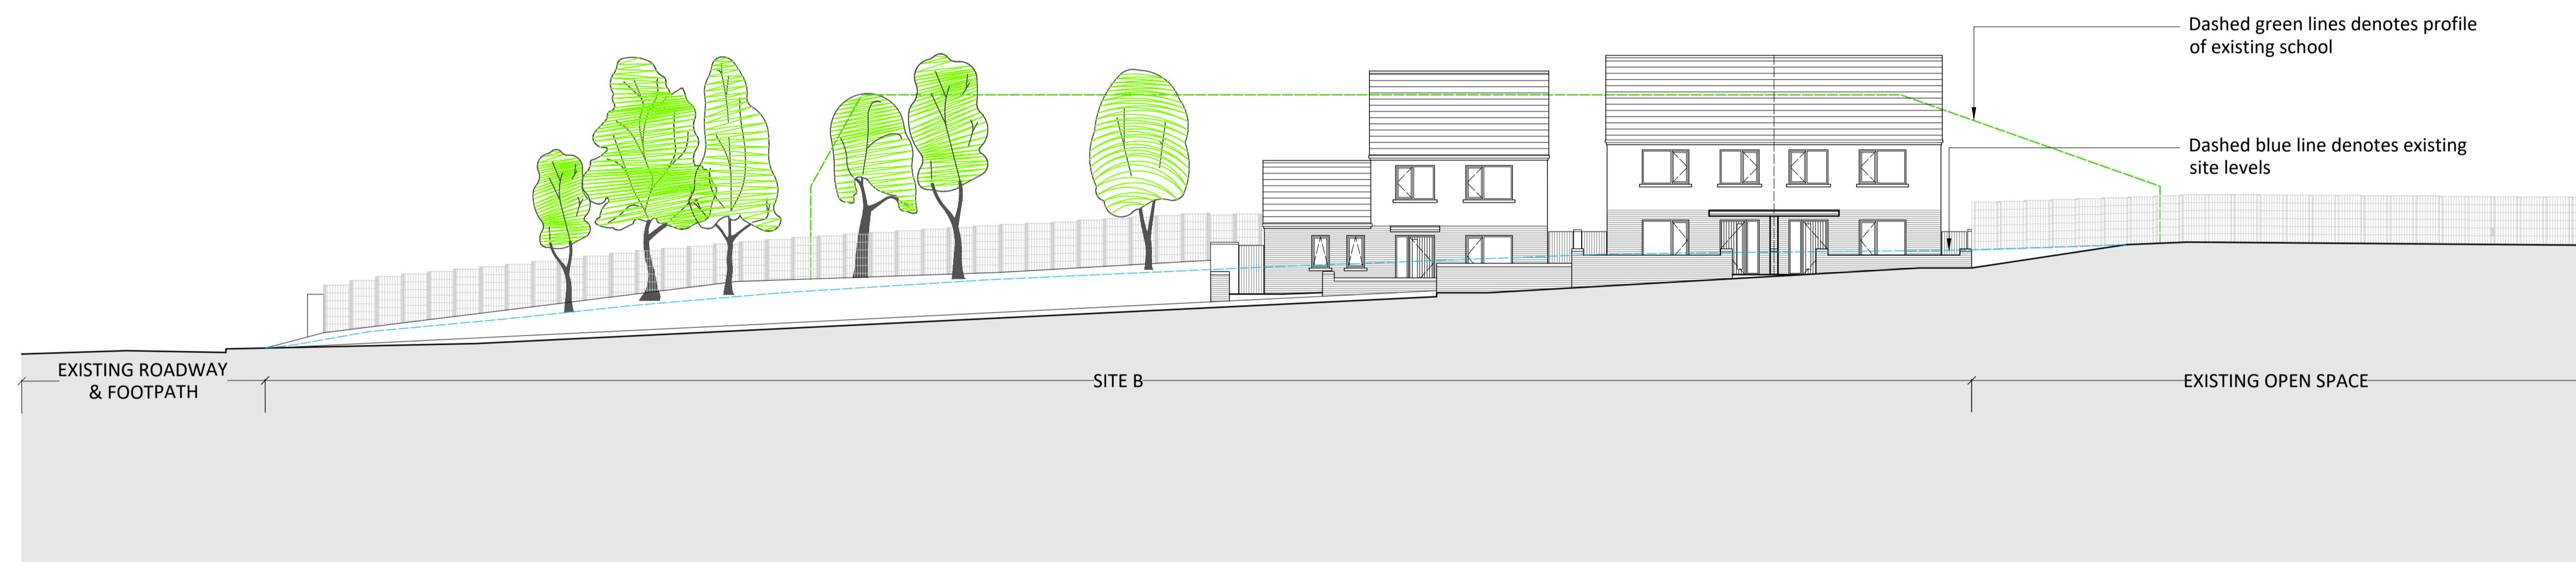 Dashed green lines denotes profile
of existing school
Dashed blue line denotes existing
site levels
EXISTING ROADWAY
& FOOTPATH
SITE B
EXISTING OPEN SPACE